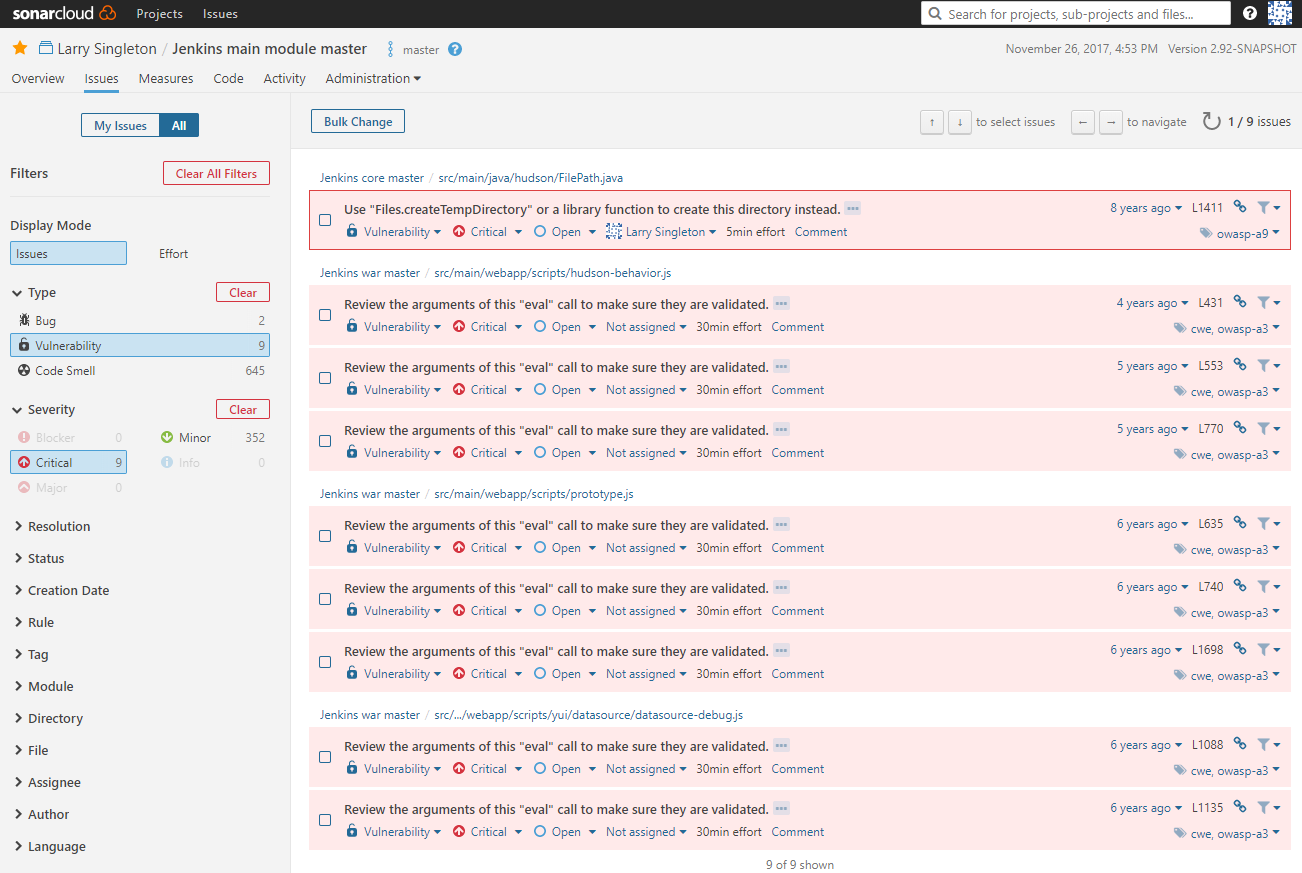 sonarcloud Projects Issues Search for projects, sub-projects and files... ?
Larry Singleton / Jenkins main module master master ? November 26, 2017, 4:53 PM Version 2.92-SNAPSHOT
Overview Issues Measures Code Activity Administration
My Issues All
Bulk Change ↑ ↓ to select issues ← → to navigate 1 / 9 issues
Filters Clear All Filters
Display Mode
Issues Effort
Type Clear
Bug 2
Vulnerability 9
Code Smell 645
Severity Clear
Blocker 0 Minor 352
Critical 9 Info 0
Major 0
Resolution
Status
Creation Date
Rule
Tag
Module
Directory
File
Assignee
Author
Language
Jenkins core master / src/main/java/hudson/FilePath.java
Use "Files.createTempDirectory" or a library function to create this directory instead. ... 8 years ago L1411
Vulnerability Critical Open Larry Singleton 5min effort Comment owasp-a9
Jenkins war master / src/main/webapp/scripts/hudson-behavior.js
Review the arguments of this "eval" call to make sure they are validated. ... 4 years ago L431
Vulnerability Critical Open Not assigned 30min effort Comment cwe, owasp-a3
Review the arguments of this "eval" call to make sure they are validated. ... 5 years ago L553
Vulnerability Critical Open Not assigned 30min effort Comment cwe, owasp-a3
Review the arguments of this "eval" call to make sure they are validated. ... 5 years ago L770
Vulnerability Critical Open Not assigned 30min effort Comment cwe, owasp-a3
Jenkins war master / src/main/webapp/scripts/prototype.js
Review the arguments of this "eval" call to make sure they are validated. ... 6 years ago L635
Vulnerability Critical Open Not assigned 30min effort Comment cwe, owasp-a3
Review the arguments of this "eval" call to make sure they are validated. ... 6 years ago L740
Vulnerability Critical Open Not assigned 30min effort Comment cwe, owasp-a3
Review the arguments of this "eval" call to make sure they are validated. ... 6 years ago L1698
Vulnerability Critical Open Not assigned 30min effort Comment cwe, owasp-a3
Jenkins war master / src/.../webapp/scripts/yui/datasource/datasource-debug.js
Review the arguments of this "eval" call to make sure they are validated. ... 6 years ago L1088
Vulnerability Critical Open Not assigned 30min effort Comment cwe, owasp-a3
Review the arguments of this "eval" call to make sure they are validated. ... 6 years ago L1135
Vulnerability Critical Open Not assigned 30min effort Comment cwe, owasp-a3
9 of 9 shown